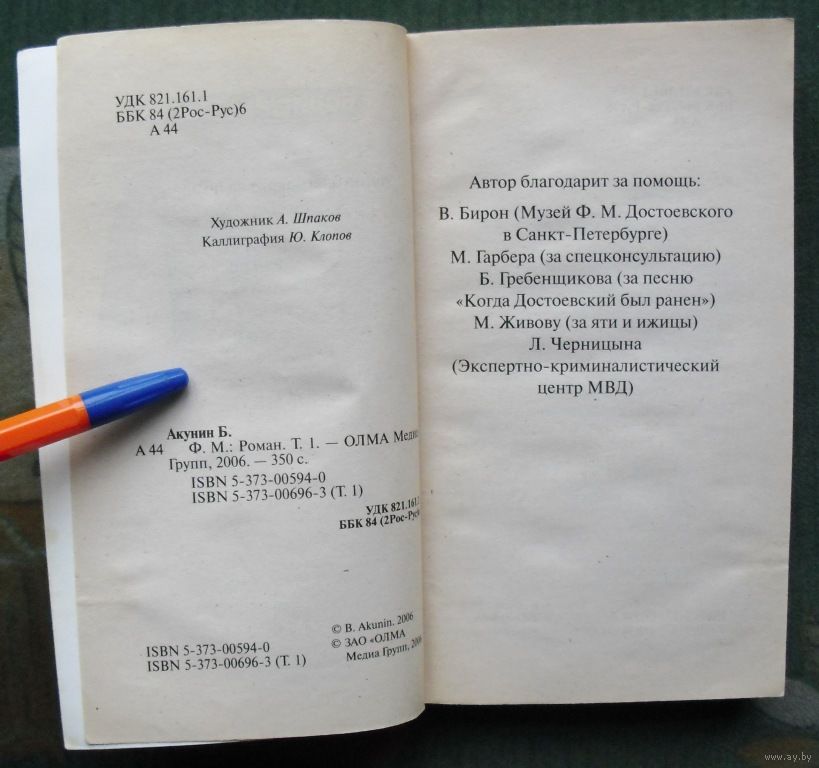 УДК 821.161.1
ББК 84 (2Рос-Рус)6
А 44
Художник А. Шпаков
Каллиграфия Ю. Клопов
Акунин Б.
А 44 Ф. М.: Роман. Т. 1. — ОЛМА Медиа
Групп, 2006. — 350 с.
ISBN 5-373-00594-0
ISBN 5-373-00696-3 (Т. 1)
УДК 821.161.
ББК 84 (2Рос-Рус
ISBN 5-373-00594-0
ISBN 5-373-00696-3 (Т. 1)
© B. Akunin. 2006
© ЗАО «ОЛМА
Медиа Групп, 2006
Автор благодарит за помощь:
В. Бирон (Музей Ф. М. Достоевского
в Санкт-Петербурге)
М. Гарбера (за спецконсультацию)
Б. Гребенщикова (за песню
«Когда Достоевский был ранен»)
М. Живову (за яти и ижицы)
Л. Черницына
(Экспертно-криминалистический
центр МВД)
www.ay.by